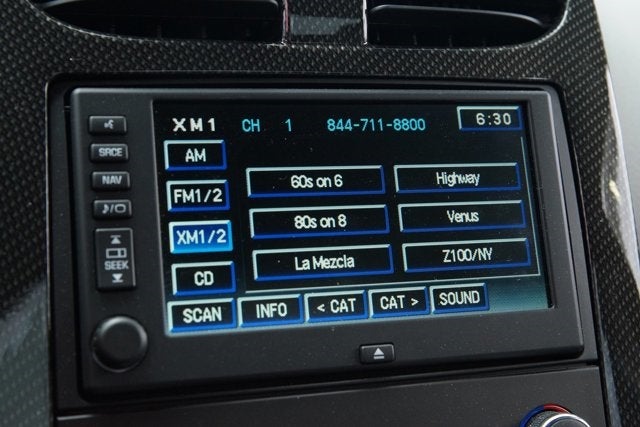 XM1 CH 1 844-711-8800 6:30
SRCE
NAV
SEEK
AM
FM1/2
XM1/2
CD
60s on 6 Highway
80s on 8 Venus
La Mezcla Z100/NY
SCAN INFO < CAT CAT > SOUND